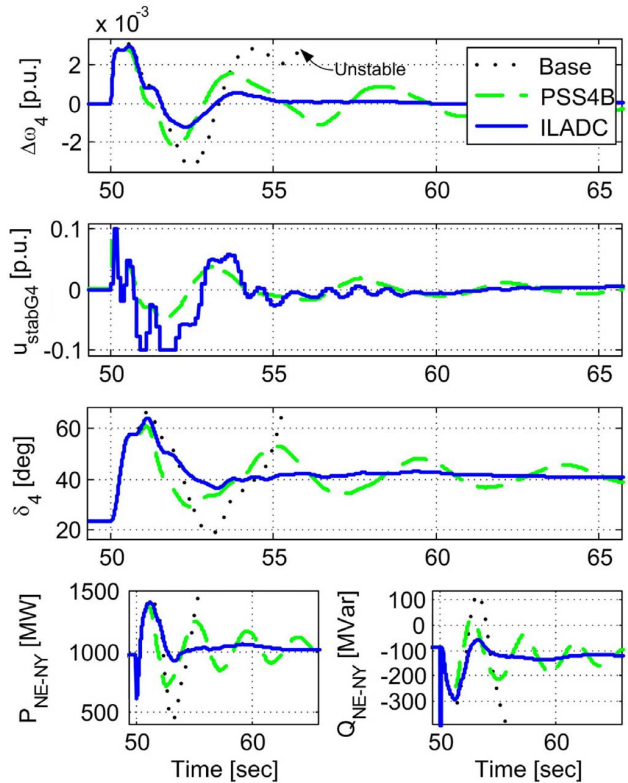 x 10⁻³
Δω₄ [p.u.]
2
0
-2
Unstable
Base
PSS4B
ILADC
50 55 60 65
u_stabG4 [p.u.]
0.1
0
-0.1
50 55 60 65
δ₄ [deg]
60
40
20
50 55 60 65
P_NE-NY [MW]
1500
1000
500
50 60
Time [sec]
Q_NE-NY [MVar]
100
0
-100
-200
-300
50 60
Time [sec]